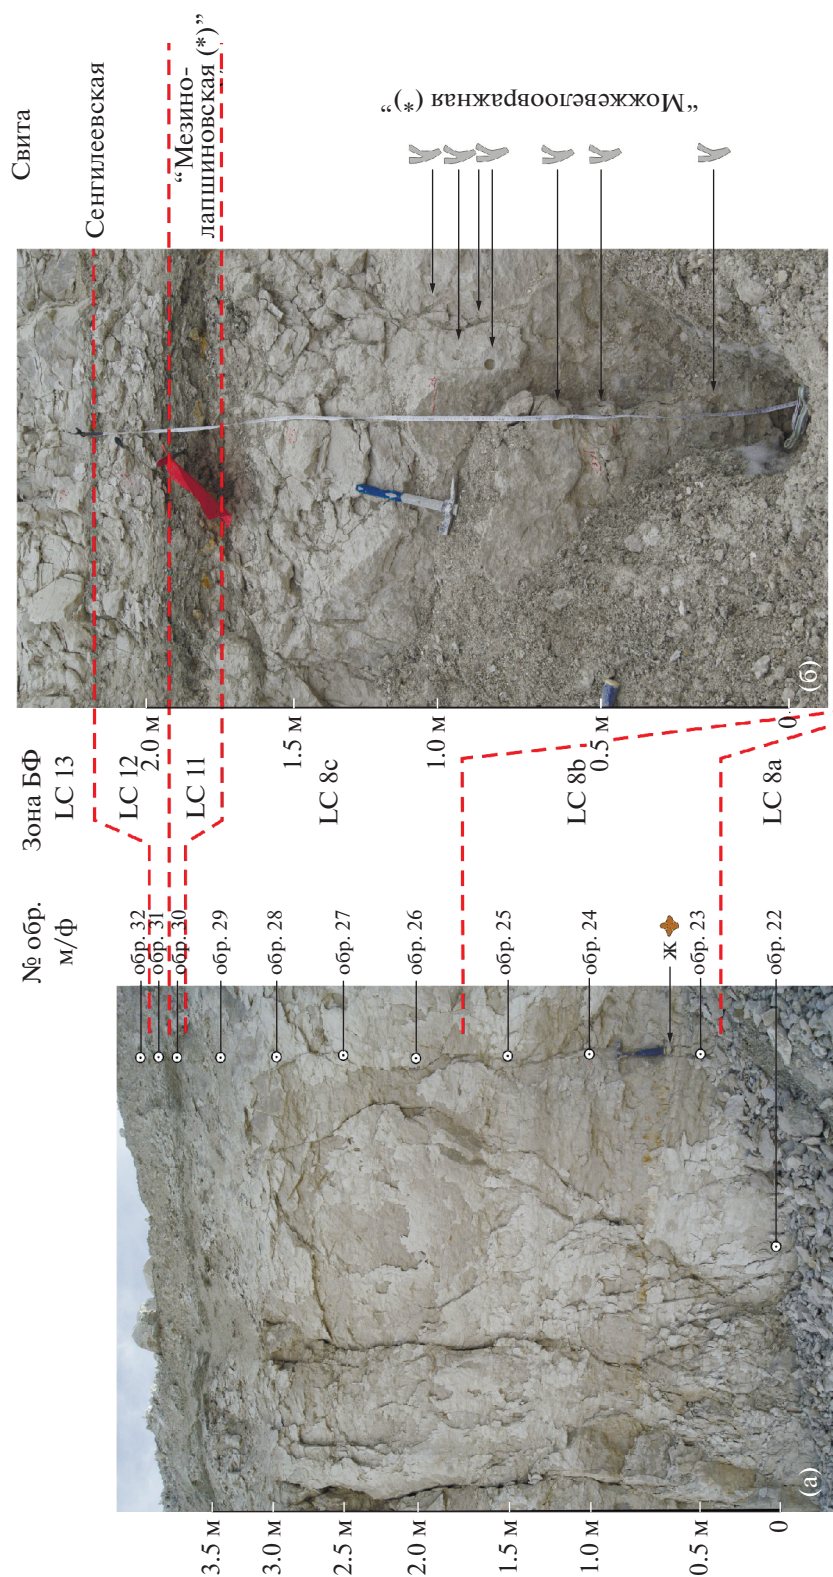 Свита
Сенгилеевская
“Мезино-
лапшиновская (*)”
“Можжевелоовражная (*)”
(б)
2.0 м
1.5 м
1.0 м
0.5 м
0
Зона БФ
LC 13
LC 12
LC 11
LC 8c
LC 8b
LC 8a
№ обр.
м/ф
обр. 32
обр. 31
обр. 30
обр. 29
обр. 28
обр. 27
обр. 26
обр. 25
обр. 24
ж
обр. 23
обр. 22
(а)
3.5 м
3.0 м
2.5 м
2.0 м
1.5 м
1.0 м
0.5 м
0